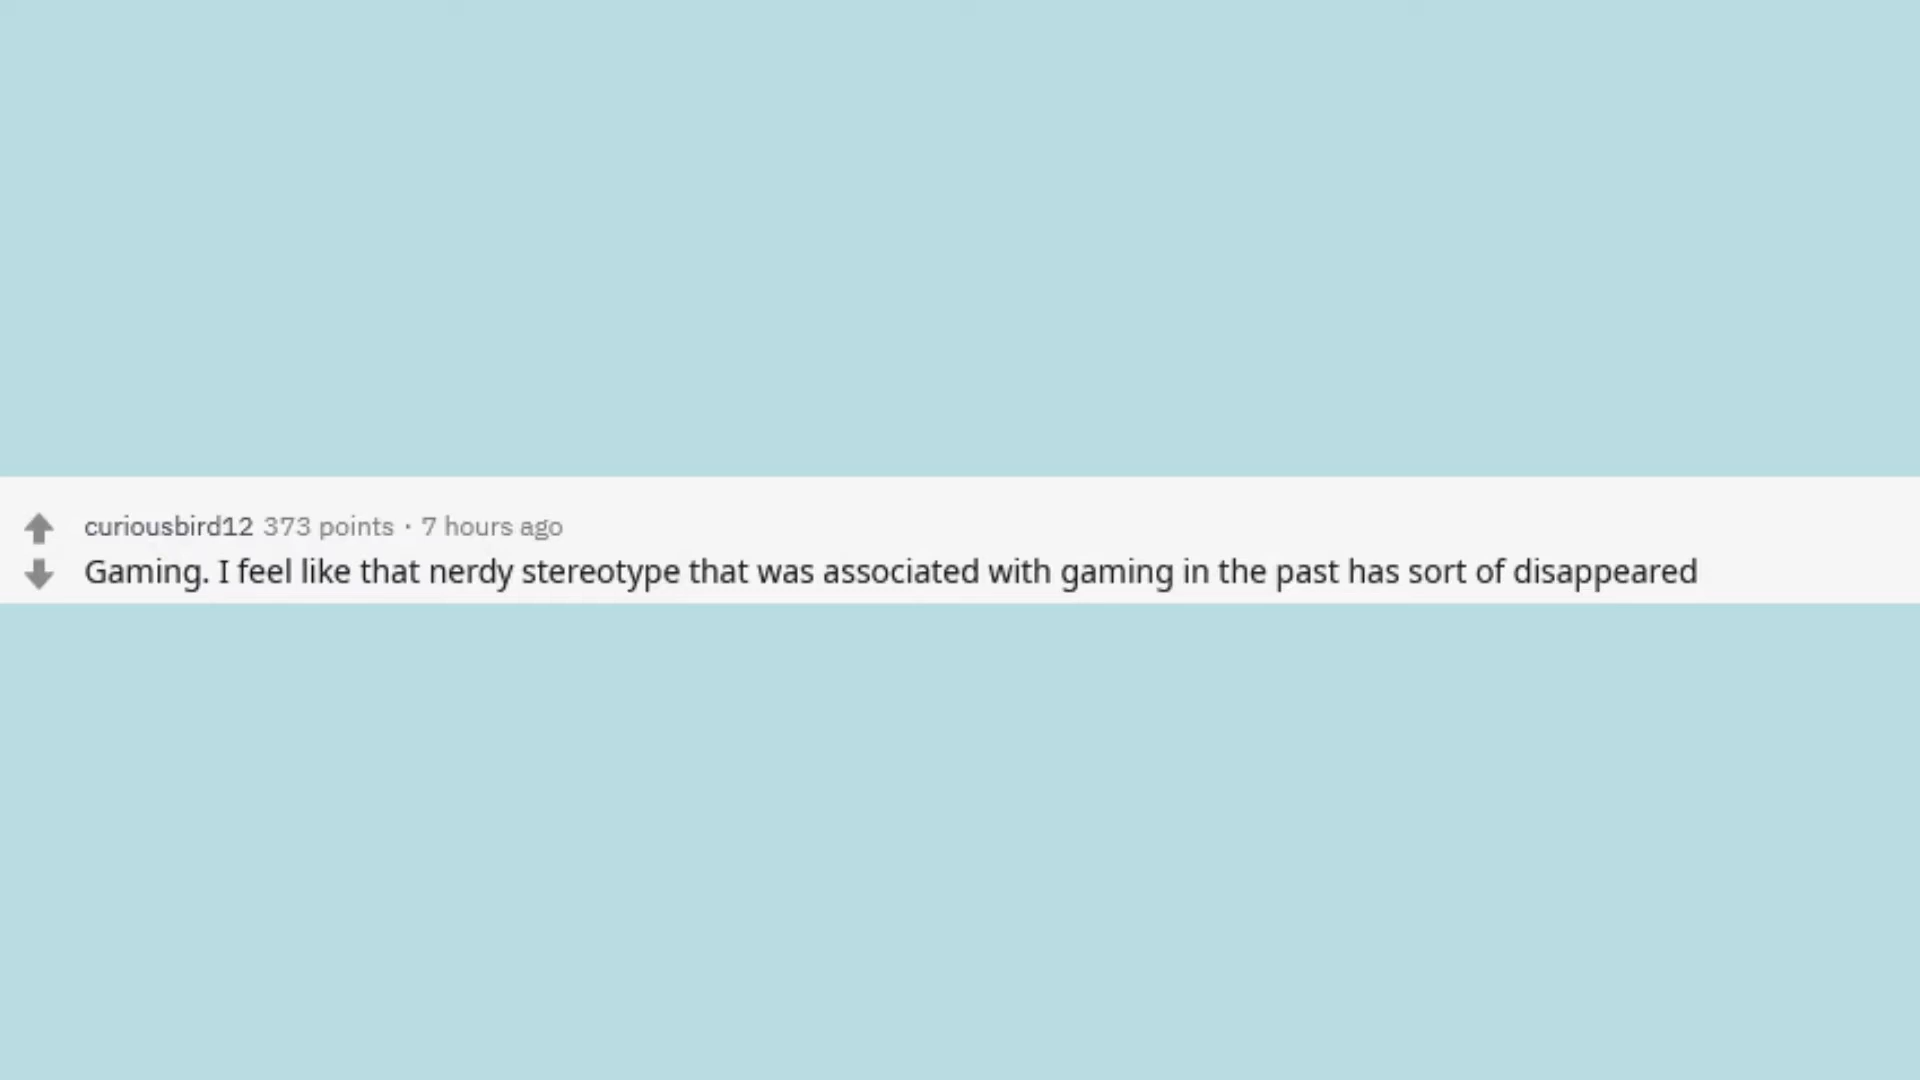 curiousbird12 373 points · 7 hours ago
Gaming. I feel like that nerdy stereotype that was associated with gaming in the past has sort of disappeared